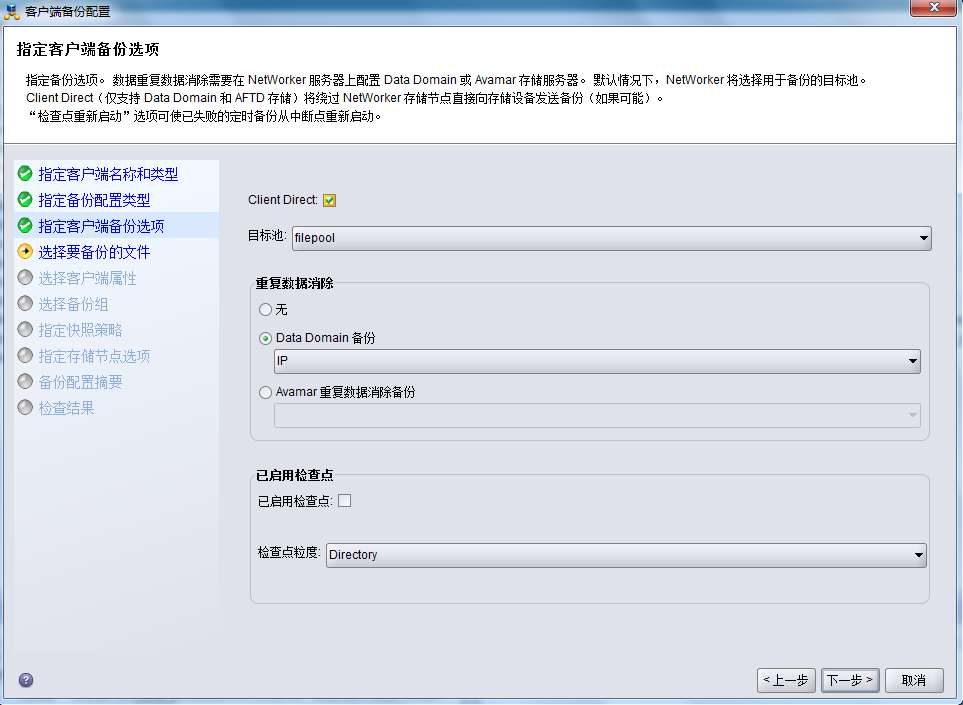 客户端备份配置
指定客户端备份选项
指定备份选项。 数据重复数据消除需要在 NetWorker 服务器上配置 Data Domain 或 Avamar 存储服务器。 默认情况下，NetWorker 将选择用于备份的目标池。
Client Direct（仅支持 Data Domain 和 AFTD 存储）将绕过 NetWorker 存储节点直接向存储设备发送备份（如果可能）。
“检查点重新启动”选项可使已失败的定时备份从中断点重新启动。
指定客户端名称和类型
指定备份配置类型
指定客户端备份选项
选择要备份的文件
选择客户端属性
选择备份组
指定快照策略
指定存储节点选项
备份配置摘要
检查结果
Client Direct:
目标池: filepool
重复数据消除
无
Data Domain 备份
IP
Avamar 重复数据消除备份
已启用检查点
已启用检查点:
检查点粒度: Directory
?
<上一步 下一步 > 取消